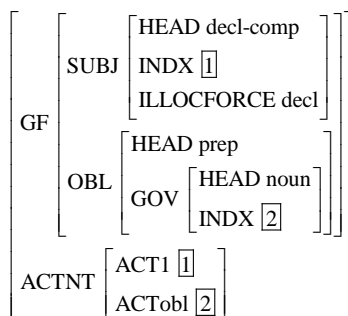 HEAD decl-comp
SUBJ INDX 1
ILLOCFORCE decl
GF
HEAD prep
OBL HEAD noun
GOV
INDX 2
ACT1 1
ACTNT
ACTobl 2